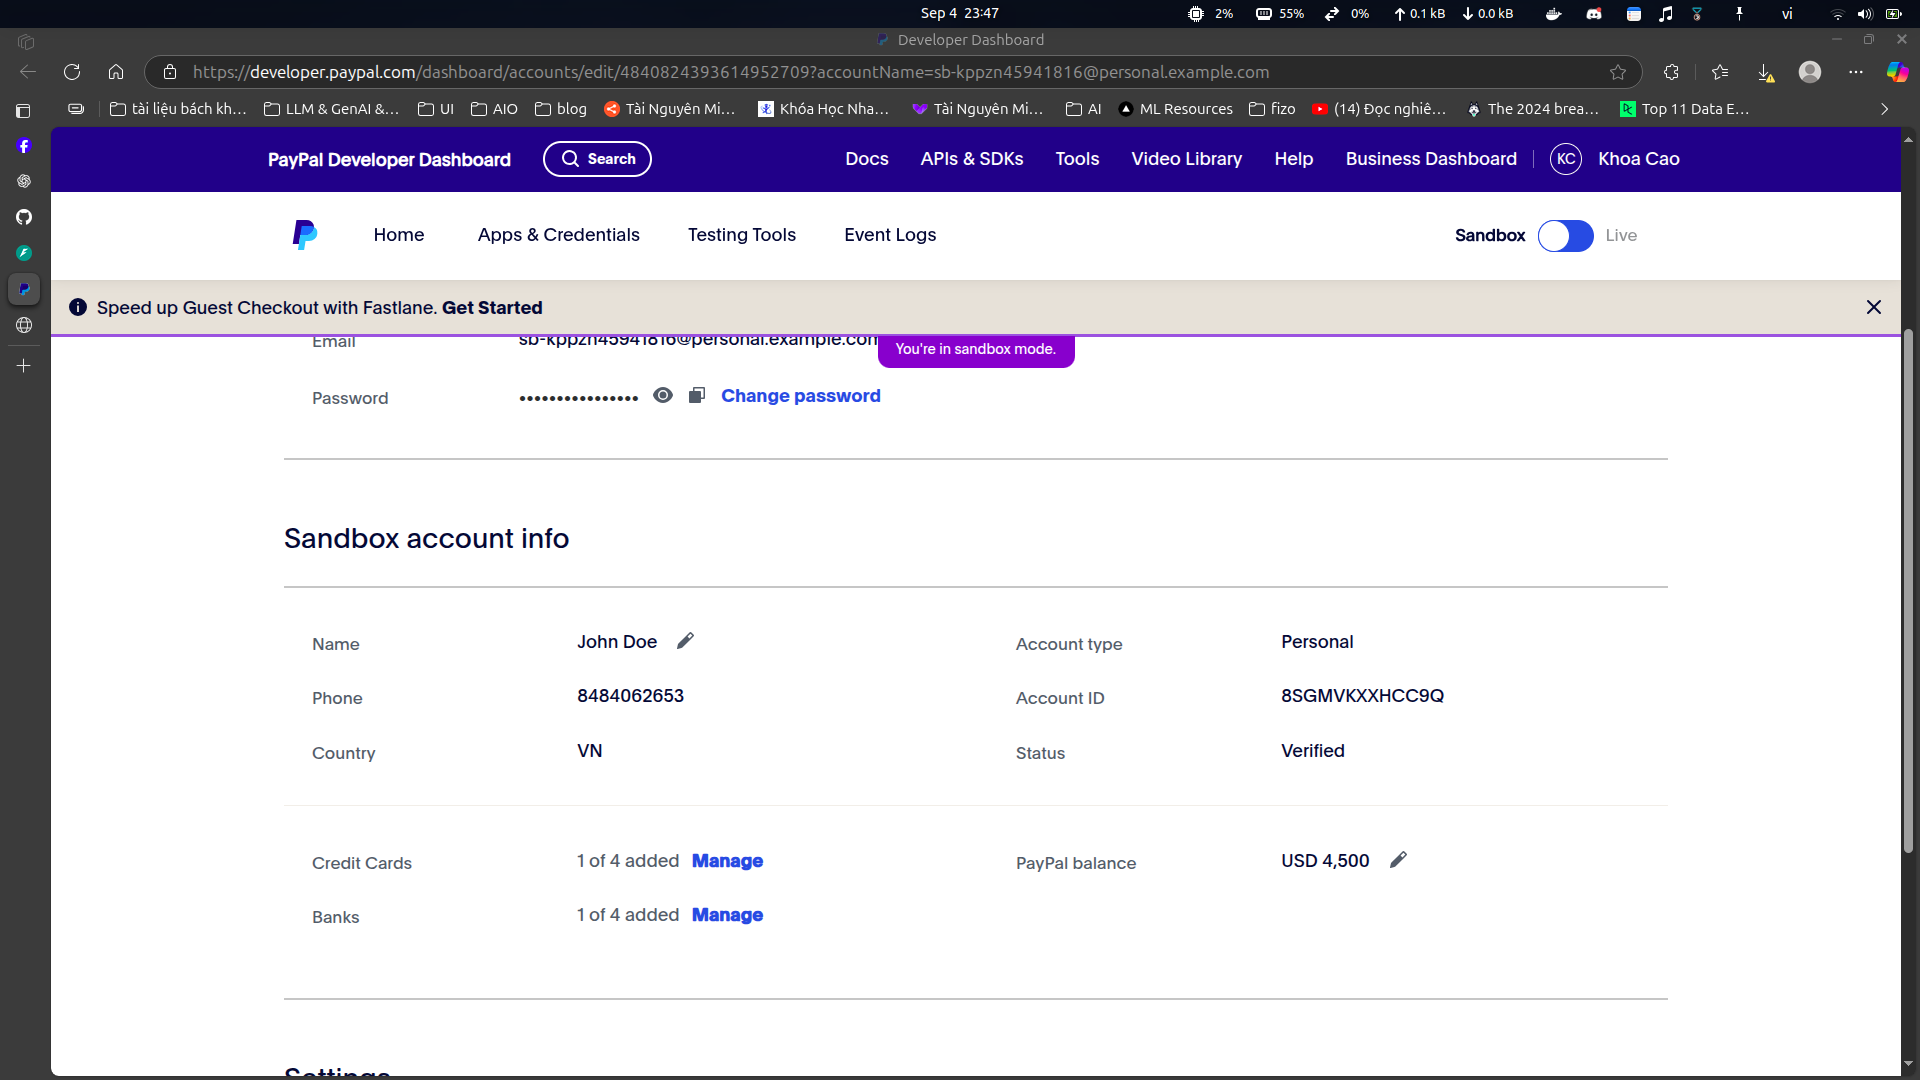 Sep 4 23:47
2%
55%
0%
0.1 kB
0.0 kB
vi
Developer Dashboard
https://developer.paypal.com/dashboard/accounts/edit/4840824393614952709?accountName=sb-kppzn45941816@personal.example.com
tài liệu bách kh...
LLM & GenAI &...
UI
AIO
blog
Tài Nguyên Mi...
Khóa Học Nha...
Tài Nguyên Mi...
AI
ML Resources
fizo
(14) Đọc nghiê...
The 2024 brea...
Top 11 Data E...
PayPal Developer Dashboard
Search
Docs
APIs & SDKs
Tools
Video Library
Help
Business Dashboard
KC
Khoa Cao
Home
Apps & Credentials
Testing Tools
Event Logs
Sandbox
Live
Speed up Guest Checkout with Fastlane. Get Started
You're in sandbox mode.
Email
sb-kppzn45941816@personal.example.com
Password
••••••••••••••••
Change password
Sandbox account info
Name
John Doe
Account type
Personal
Phone
8484062653
Account ID
8SGMVKXXHCC9Q
Country
VN
Status
Verified
Credit Cards
1 of 4 added Manage
PayPal balance
USD 4,500
Banks
1 of 4 added Manage
Settings